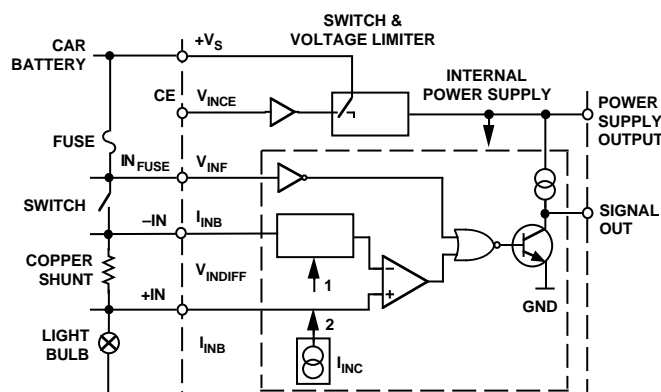 SWITCH &
VOLTAGE LIMITER
CAR
BATTERY
+VS
INTERNAL
POWER SUPPLY
CE
VINCE
POWER
SUPPLY
OUTPUT
FUSE
INFUSE
VINF
SWITCH
–IN
IINB
SIGNAL
OUT
COPPER
SHUNT
VINDIFF
1
+IN
GND
2
LIGHT
BULB
IINB
IINC